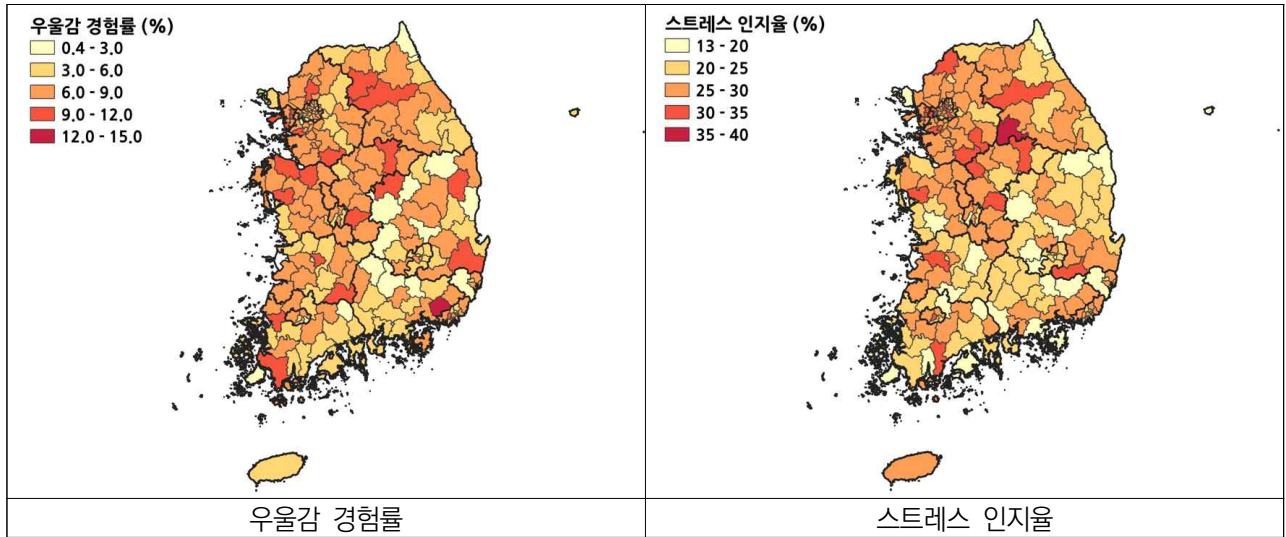 우울감 경험률 (%)
0.4 - 3.0
3.0 - 6.0
6.0 - 9.0
9.0 - 12.0
12.0 - 15.0
스트레스 인지율 (%)
13 - 20
20 - 25
25 - 30
30 - 35
35 - 40
우울감 경험률
스트레스 인지율